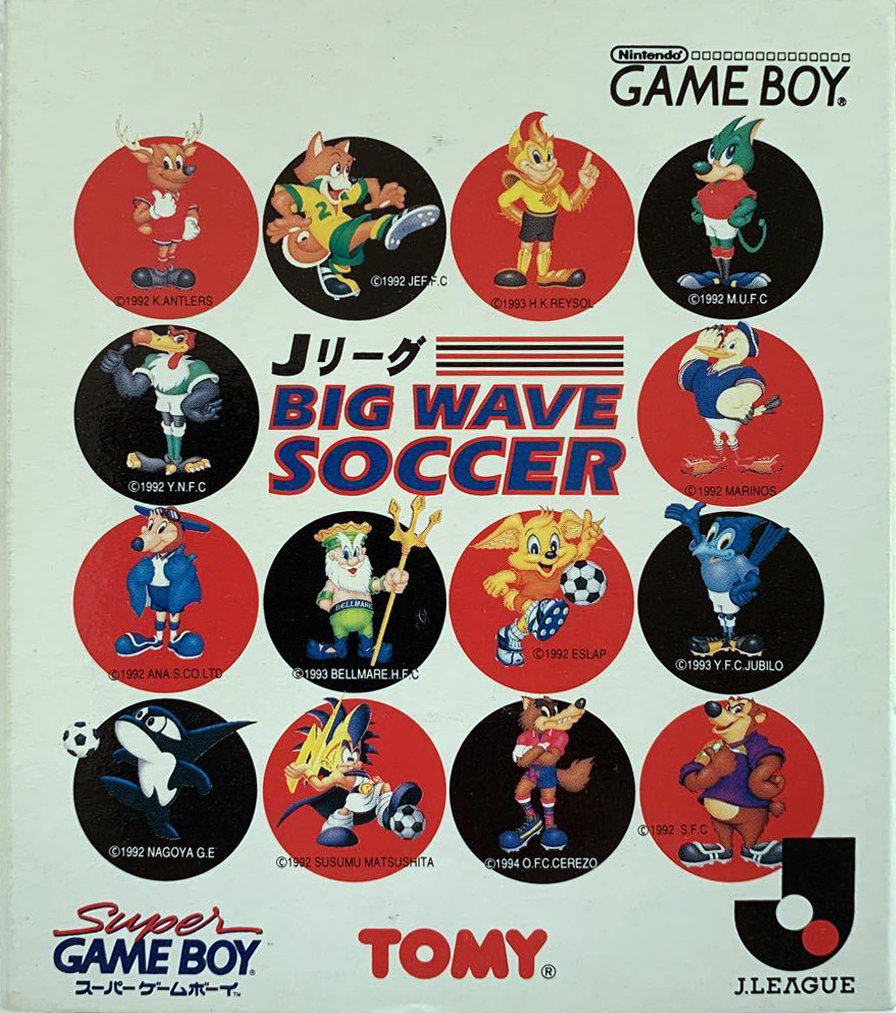 Nintendo
GAME BOY®
©1992 K.ANTLERS
©1992 JEF.F.C
©1993 H.K.REYSOL
©1992 M.U.F.C
Jリーグ
BIG WAVE
SOCCER
©1992 Y.N.F.C
©1992 MARINOS
BELLMARE
©1992 ANA.S.CO.LTD
©1993 BELLMARE.H.F.C
©1992 ESLAP
©1993 Y.F.C.JUBILO
©1992 NAGOYA G.E
©1992 SUSUMU MATSUSHITA
©1994 O.F.C.CEREZO
©1992 S.F.C
Super
GAME BOY®
スーパーゲームボーイ™
TOMY®
J.LEAGUE